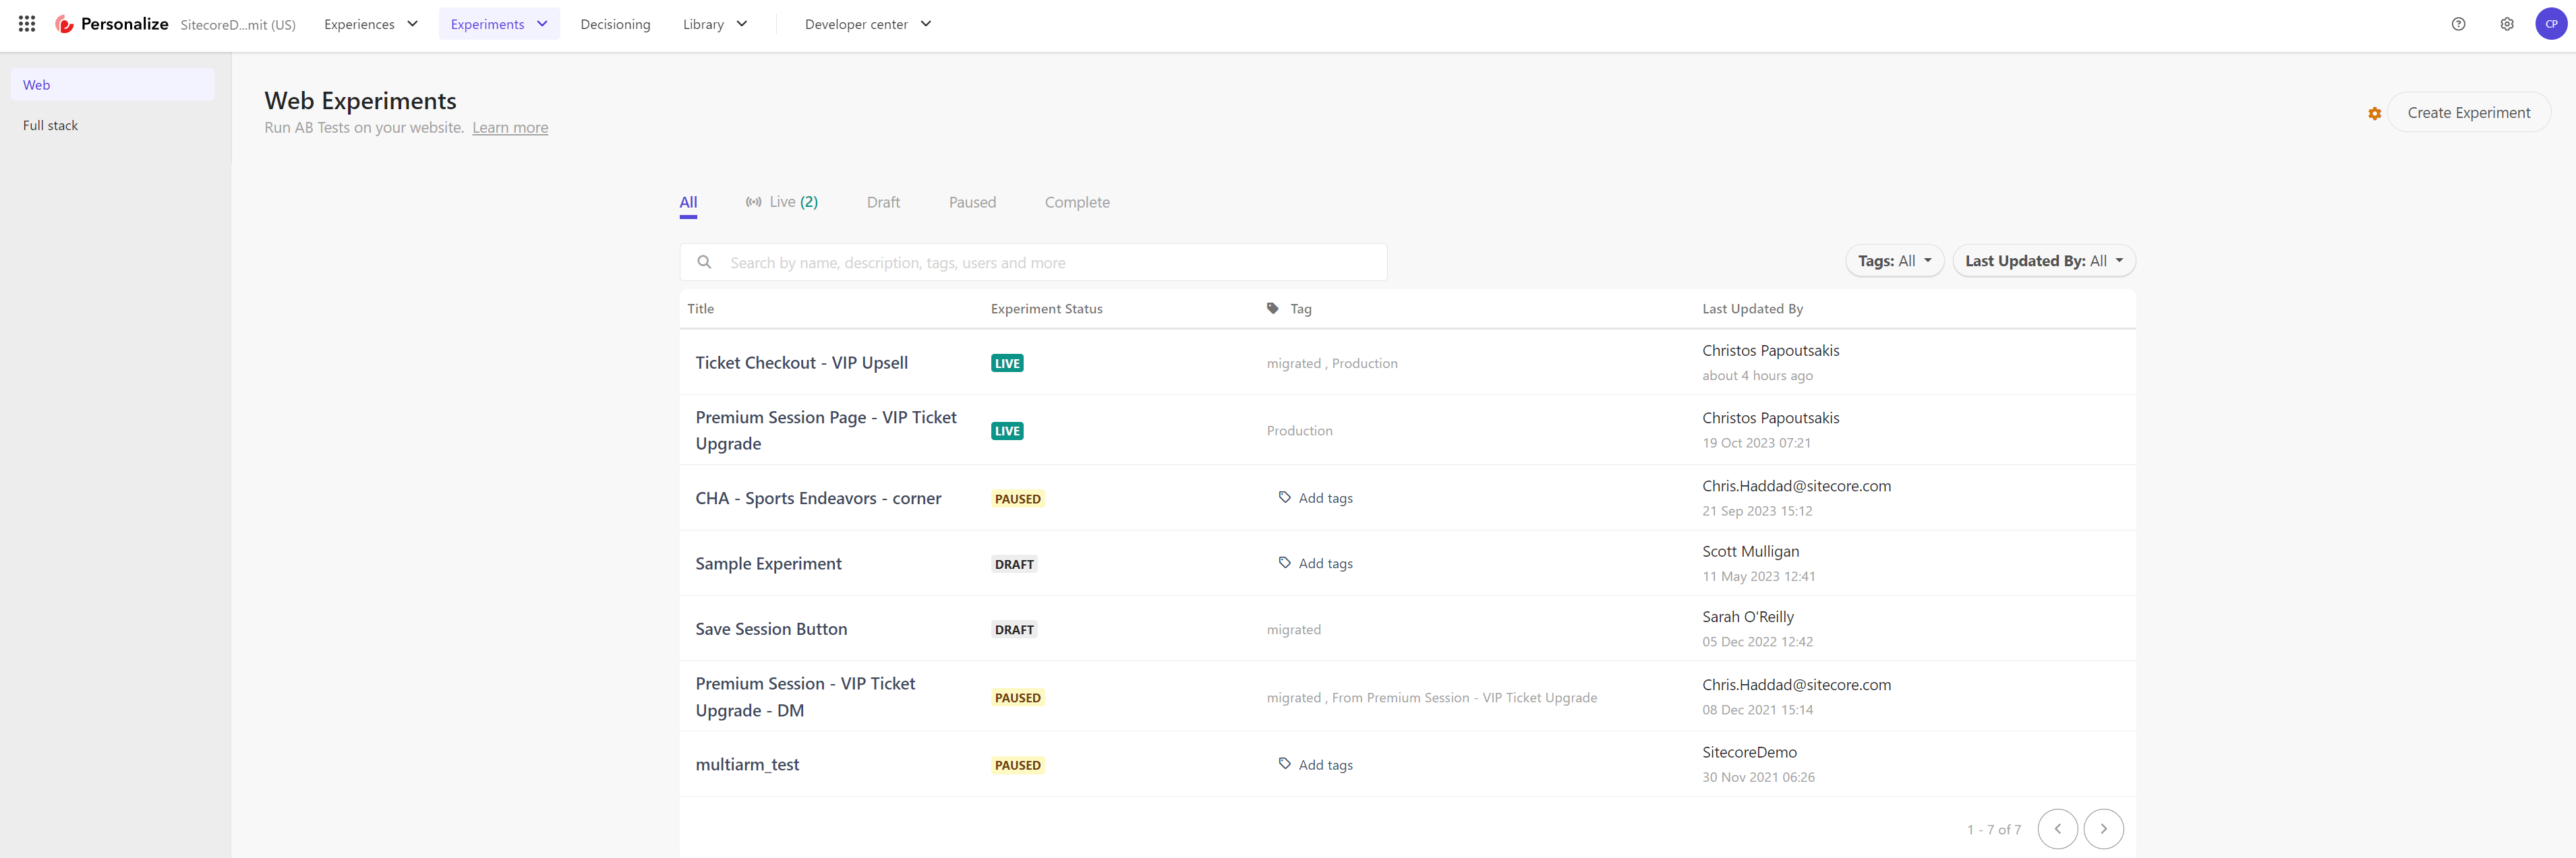 Personalize SitecoreD...mit (US) Experiences Experiments Decisioning Library Developer center CP
Web
Full stack
Web Experiments
Run AB Tests on your website. Learn more
Create Experiment
All Live (2) Draft Paused Complete
Search by name, description, tags, users and more
Tags: All Last Updated By: All
Title Experiment Status Tag Last Updated By
Ticket Checkout - VIP Upsell LIVE migrated , Production Christos Papoutsakis
about 4 hours ago
Premium Session Page - VIP Ticket
Upgrade LIVE Production Christos Papoutsakis
19 Oct 2023 07:21
CHA - Sports Endeavors - corner PAUSED Add tags Chris.Haddad@sitecore.com
21 Sep 2023 15:12
Sample Experiment DRAFT Add tags Scott Mulligan
11 May 2023 12:41
Save Session Button DRAFT migrated Sarah O'Reilly
05 Dec 2022 12:42
Premium Session - VIP Ticket
Upgrade - DM PAUSED migrated , From Premium Session - VIP Ticket Upgrade Chris.Haddad@sitecore.com
08 Dec 2021 15:14
multiarm_test PAUSED Add tags SitecoreDemo
30 Nov 2021 06:26
1 - 7 of 7